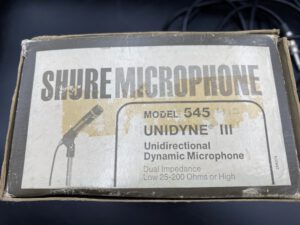 SHURE MICROPHONE
MODEL 545
UNIDYNE® III
Unidirectional
Dynamic Microphone
Dual Impedance
Low 25-200 Ohms or High